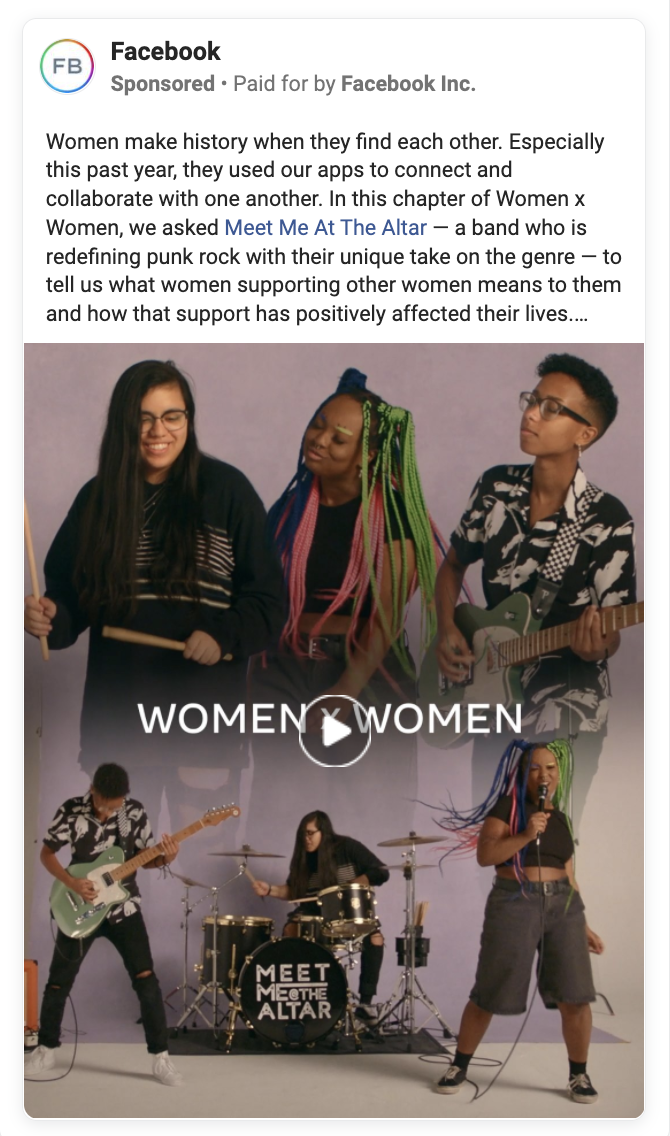 FB
Facebook
Sponsored • Paid for by Facebook Inc.
Women make history when they find each other. Especially
this past year, they used our apps to connect and
collaborate with one another. In this chapter of Women x
Women, we asked Meet Me At The Altar — a band who is
redefining punk rock with their unique take on the genre — to
tell us what women supporting other women means to them
and how that support has positively affected their lives.…
WOMEN x WOMEN
MEET
ME@THE
ALTAR